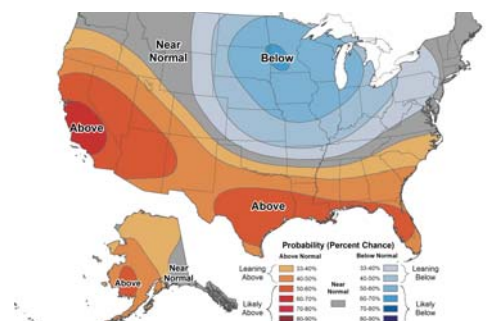 Near
Normal
Below
Above
Above
Above
Near
Normal
Probability (Percent Chance)
Above Normal
Below Normal
Leaning
Above
33-40%
40-50%
50-60%
60-70%
70-80%
80-90%
Likely
Above
Near
Normal
33-40%
40-50%
50-60%
60-70%
70-80%
80-90%
Leaning
Below
Likely
Below